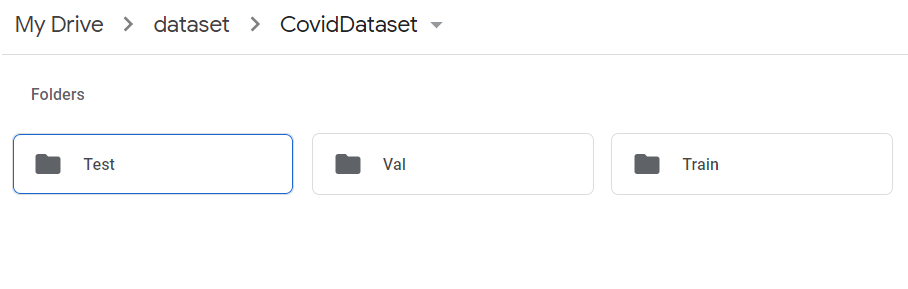 My Drive > dataset > CovidDataset
Folders
Test Val Train